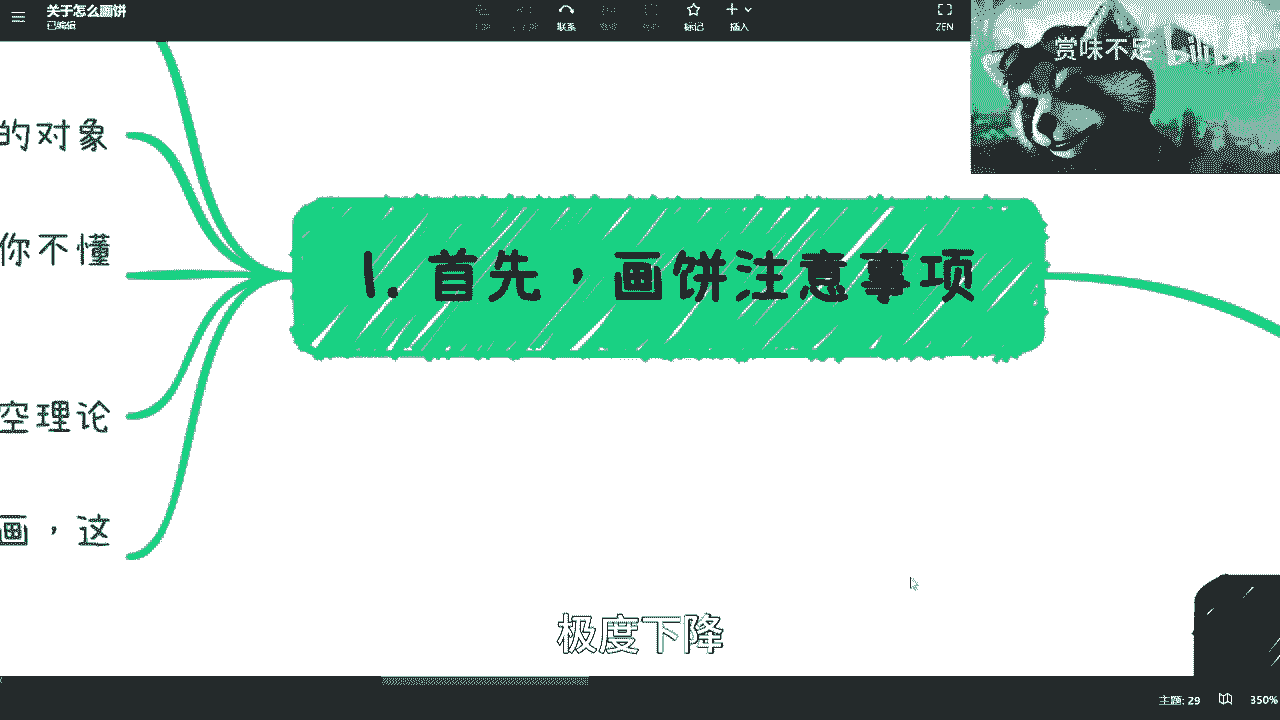 关于怎么画饼
已编辑
联系
标记
插入
ZEN
赏味不足 bilibili
的对象
你不懂
1. 首先，画饼注意事项
空理论
画，这
极度下降
主题: 29
350%